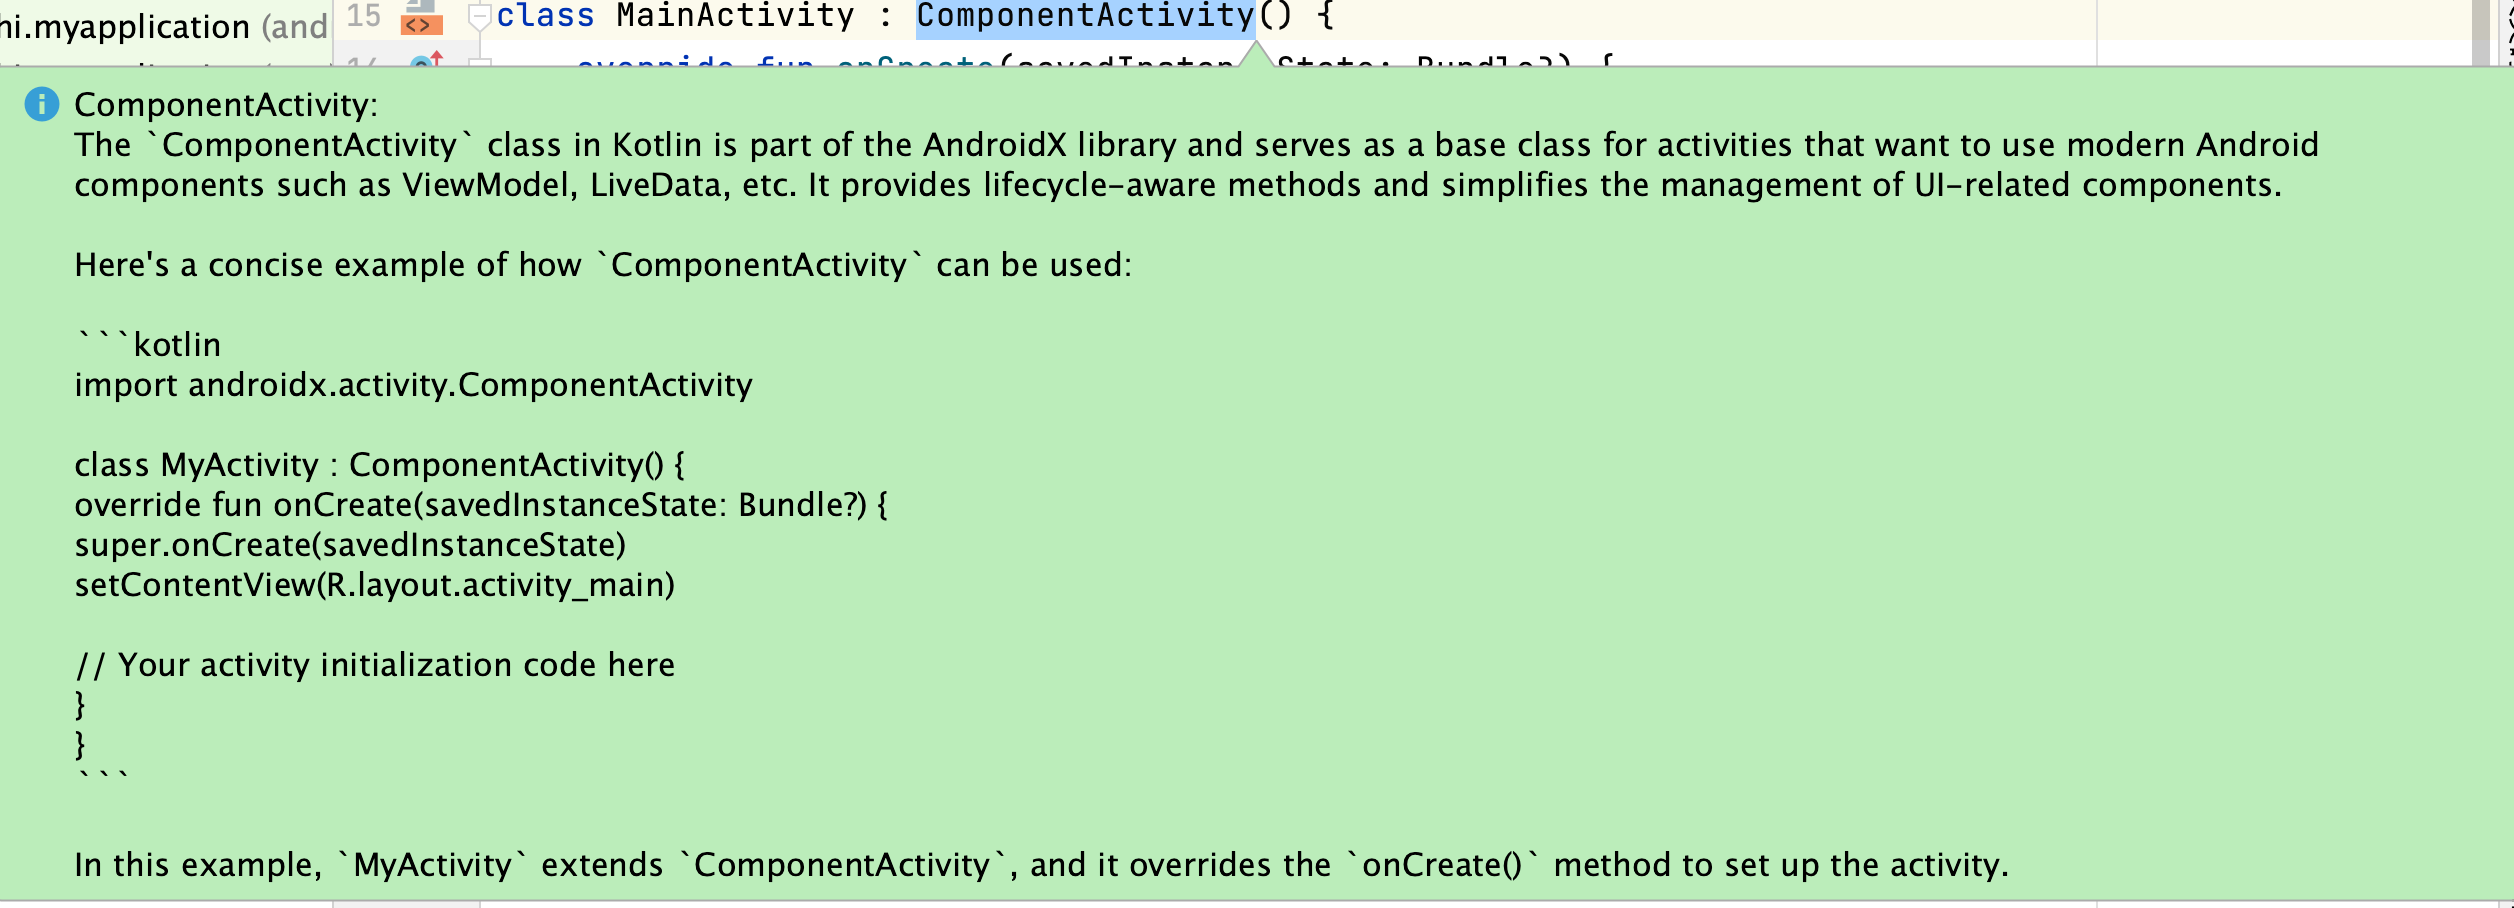 hi.myapplication (and
15 class MainActivity : ComponentActivity() {
override fun onCreate(savedInstanceState: Bundle?) {
ComponentActivity:
The `ComponentActivity` class in Kotlin is part of the AndroidX library and serves as a base class for activities that want to use modern Android
components such as ViewModel, LiveData, etc. It provides lifecycle-aware methods and simplifies the management of UI-related components.
Here's a concise example of how `ComponentActivity` can be used:
```kotlin
import androidx.activity.ComponentActivity
class MyActivity : ComponentActivity() {
override fun onCreate(savedInstanceState: Bundle?) {
super.onCreate(savedInstanceState)
setContentView(R.layout.activity_main)
// Your activity initialization code here
}
}
```
In this example, `MyActivity` extends `ComponentActivity`, and it overrides the `onCreate()` method to set up the activity.